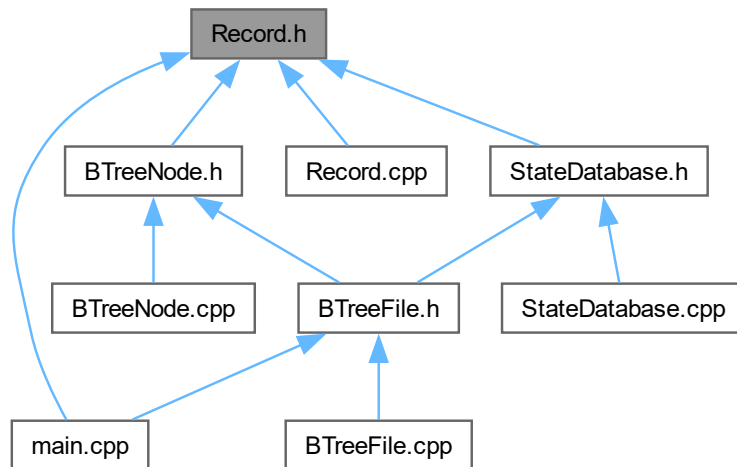 Record.h
BTreeNode.h
Record.cpp
StateDatabase.h
BTreeNode.cpp
BTreeFile.h
StateDatabase.cpp
main.cpp
BTreeFile.cpp